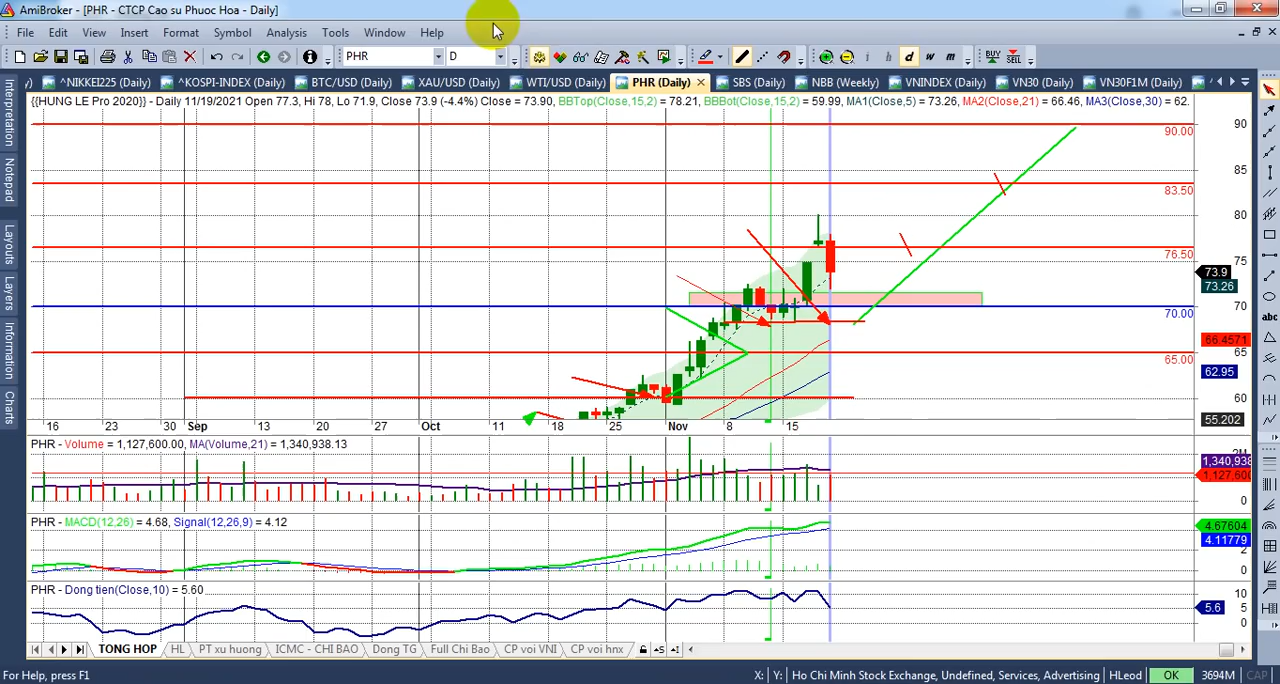 AmiBroker - [PHR - CTCP Cao su Phuoc Hoa - Daily]
File Edit View Insert Format Symbol Analysis Tools Window Help
PHR D i d w m BUY SELL
^NIKKEI225 (Daily) ^KOSPI-INDEX (Daily) BTC/USD (Daily) XAU/USD (Daily) WTI/USD (Daily) PHR (Daily) SBS (Daily) NBB (Weekly) VNINDEX (Daily) VN30 (Daily) VN30F1M (Daily)
{{HUNG LE Pro 2020}} - Daily 11/19/2021 Open 77.3, Hi 78, Lo 71.9, Close 73.9 (-4.4%) Close = 73.90, BBTop(Close,15,2) = 78.21, BBBot(Close,15,2) = 59.99, MA1(Close,5) = 73.26, MA2(Close,21) = 66.46, MA3(Close,30) = 62.
Interpretation
Notepad
Layouts
Layers
Information
Charts
abc
90
90.00
85
83.50
80
76.50
75
73.9
73.26
70
70.00
66.4571
65
65.00
62.95
60
55.202
16 23 30 Sep 13 20 27 Oct 11 18 25 Nov 8 15
PHR - Volume = 1,127,600.00, MA(Volume,21) = 1,340,938.13
1,340,938
1,127,600
0
PHR - MACD(12,26) = 4.68, Signal(12,26,9) = 4.12
4.67604
4.11779
2
0
PHR - Dong tien(Close,10) = 5.60
10
5.6
5
0
TONG HOP HL PT xu huong ICMC - CHI BAO Dong TG Full Chi Bao CP voi VNI CP voi hnx
For Help, press F1 X: Y: Ho Chi Minh Stock Exchange, Undefined, Services, Advertising HLeod OK 3694M CAP